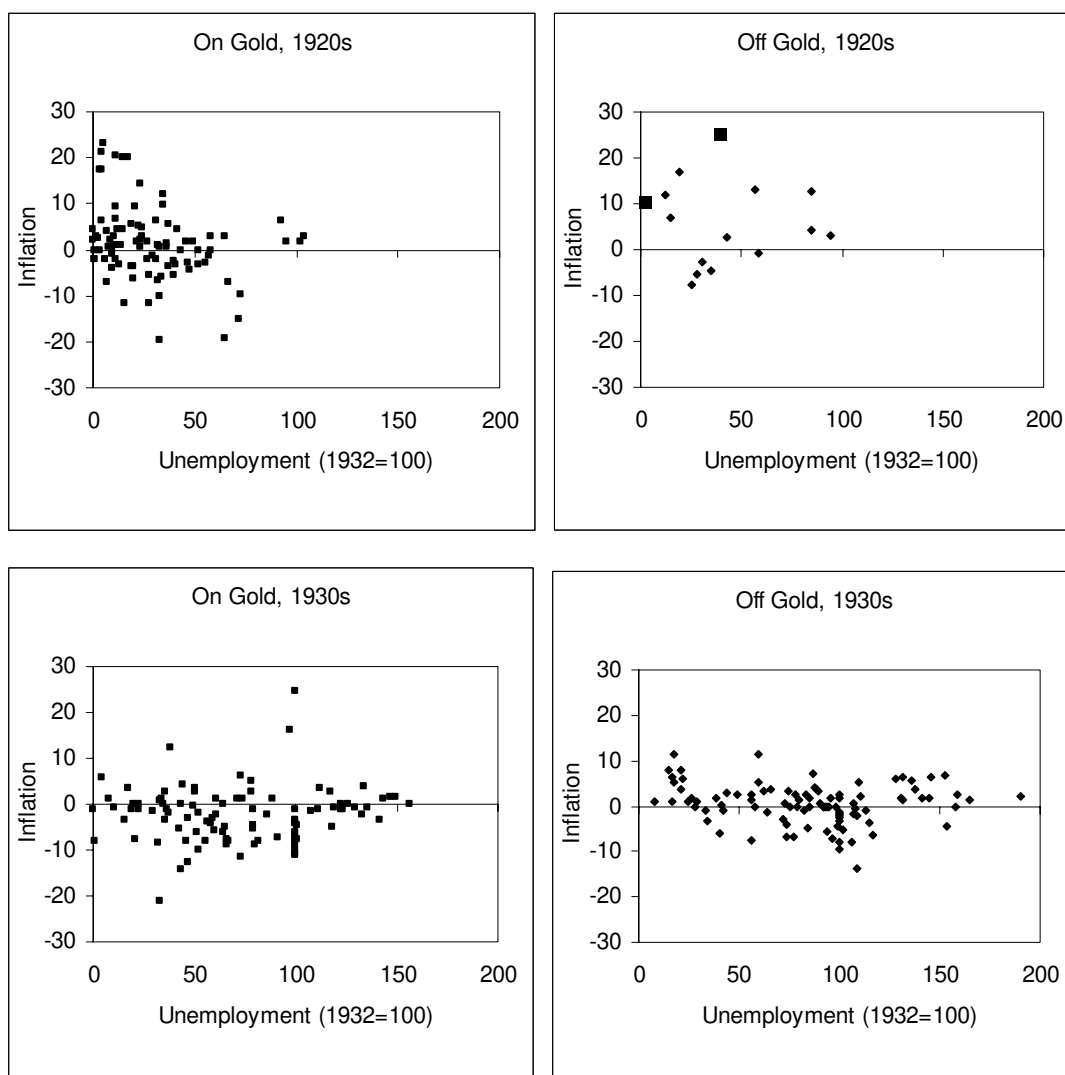 On Gold, 1920s
30
20
10
0
-10
-20
-30
Inflation
0 50 100 150 200
Unemployment (1932=100)
Off Gold, 1920s
30
20
10
0
-10
-20
-30
Inflation
0 50 100 150 200
Unemployment (1932=100)
On Gold, 1930s
30
20
10
0
-10
-20
-30
Inflation
0 50 100 150 200
Unemployment (1932=100)
Off Gold, 1930s
30
20
10
0
-10
-20
-30
Inflation
0 50 100 150 200
Unemployment (1932=100)